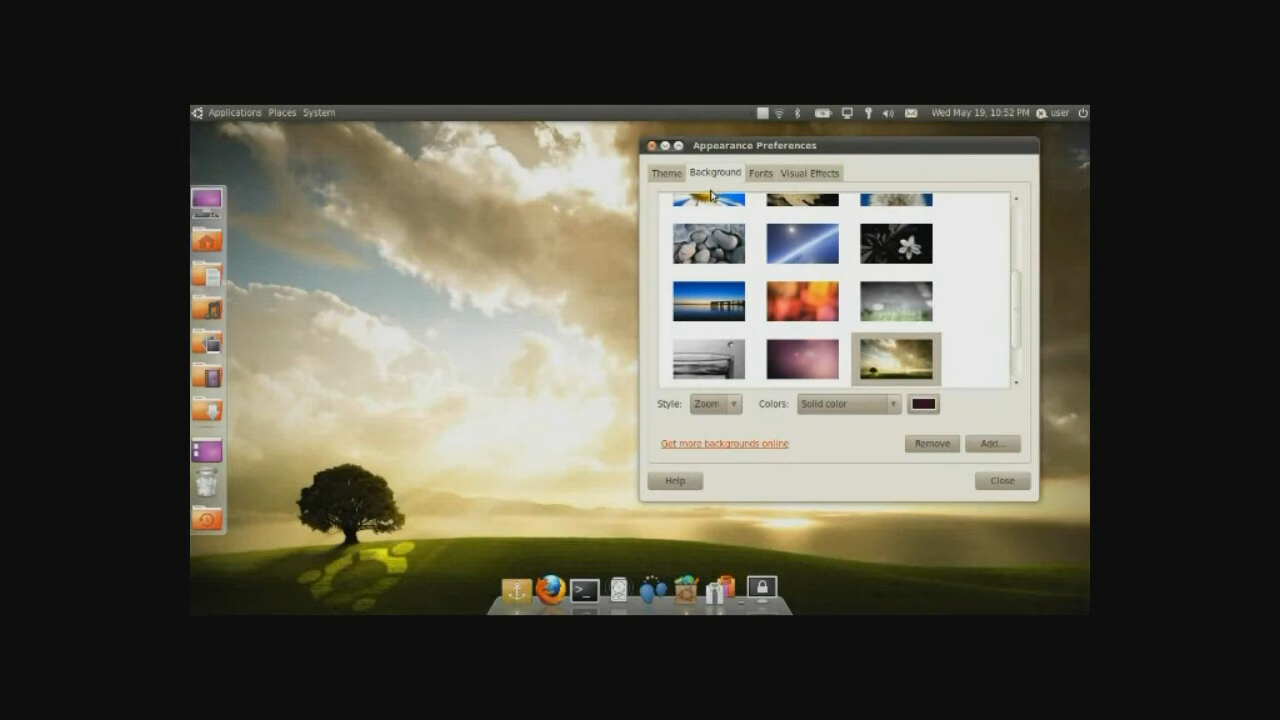 Applications Places System
Wed May 19, 10:52 PM user
Appearance Preferences
Theme Background Fonts Visual Effects
Style: Zoom Colors: Solid color
Get more backgrounds online Remove Add...
Help Close